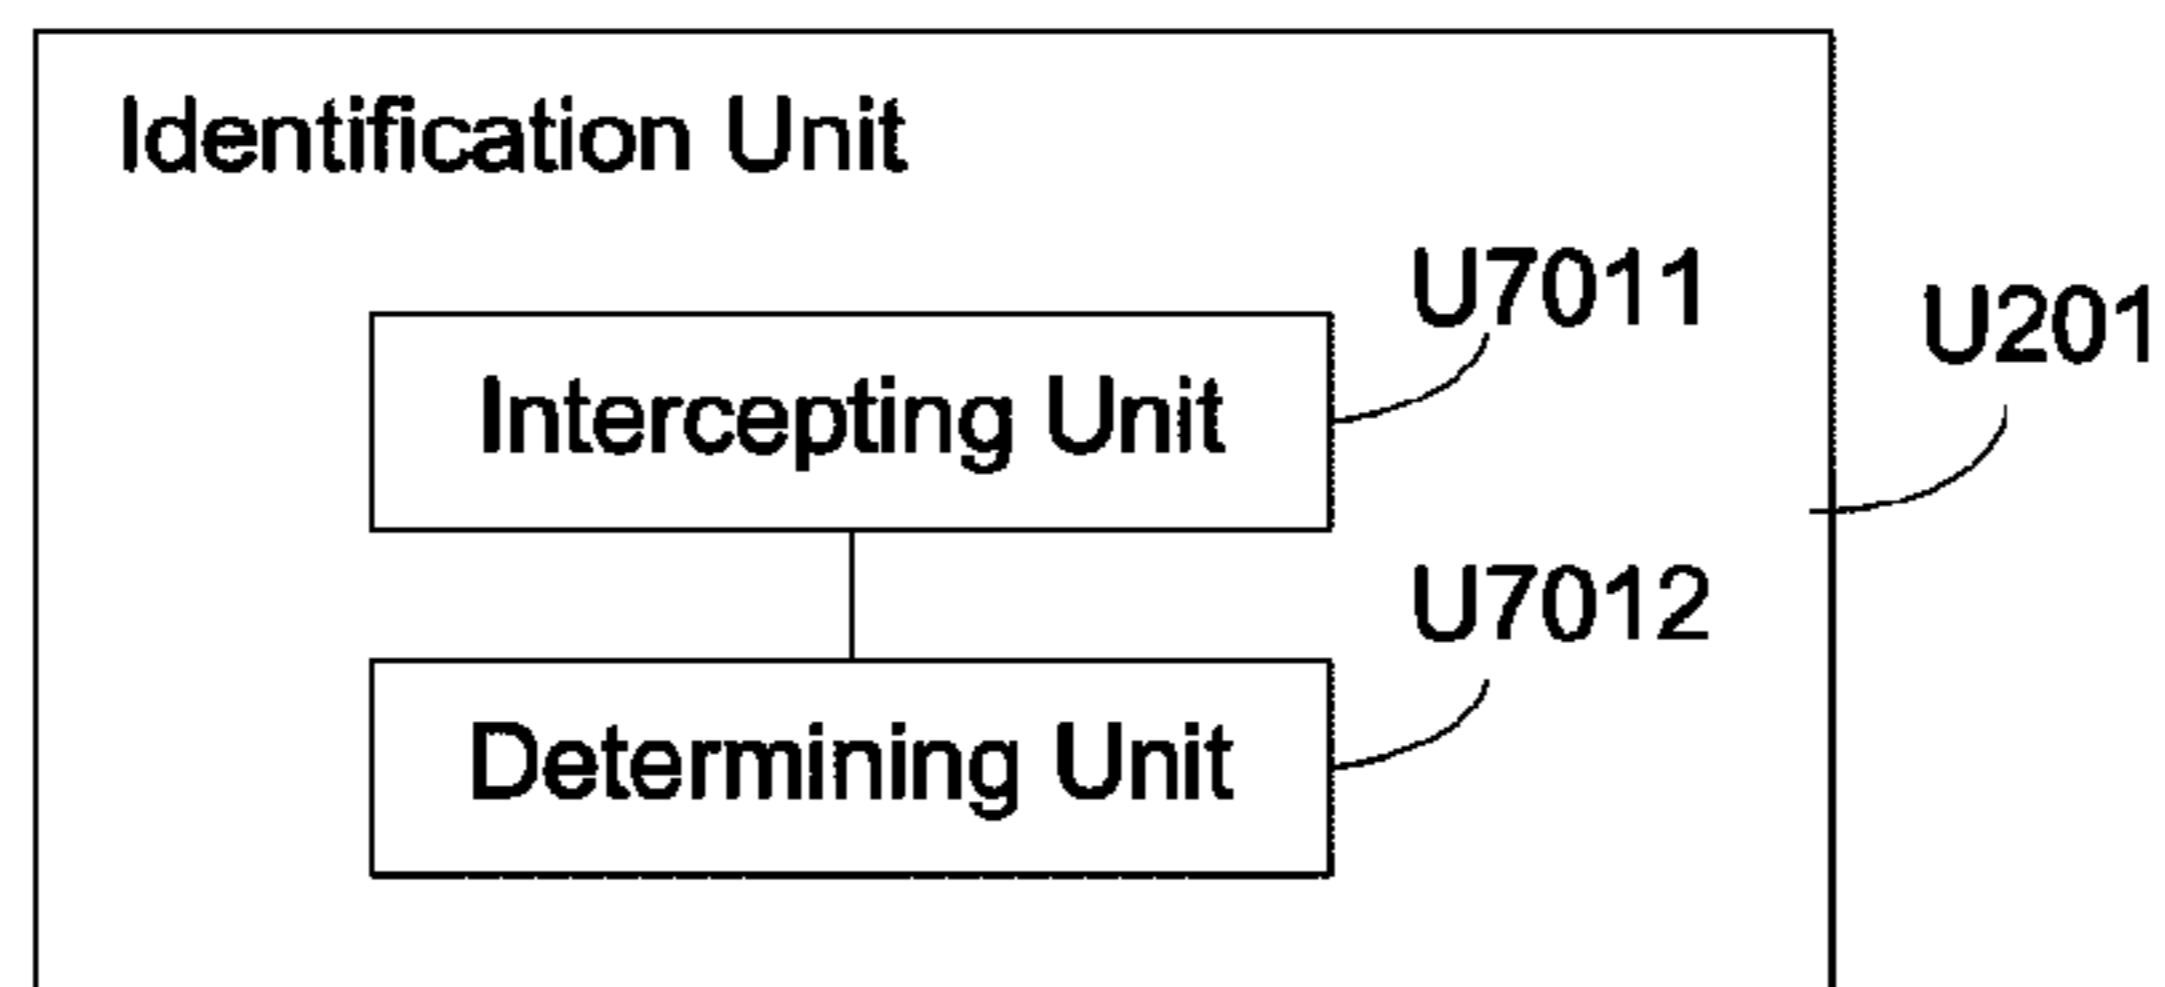 Identification Unit
U7011
U201
Intercepting Unit
U7012
Determining Unit